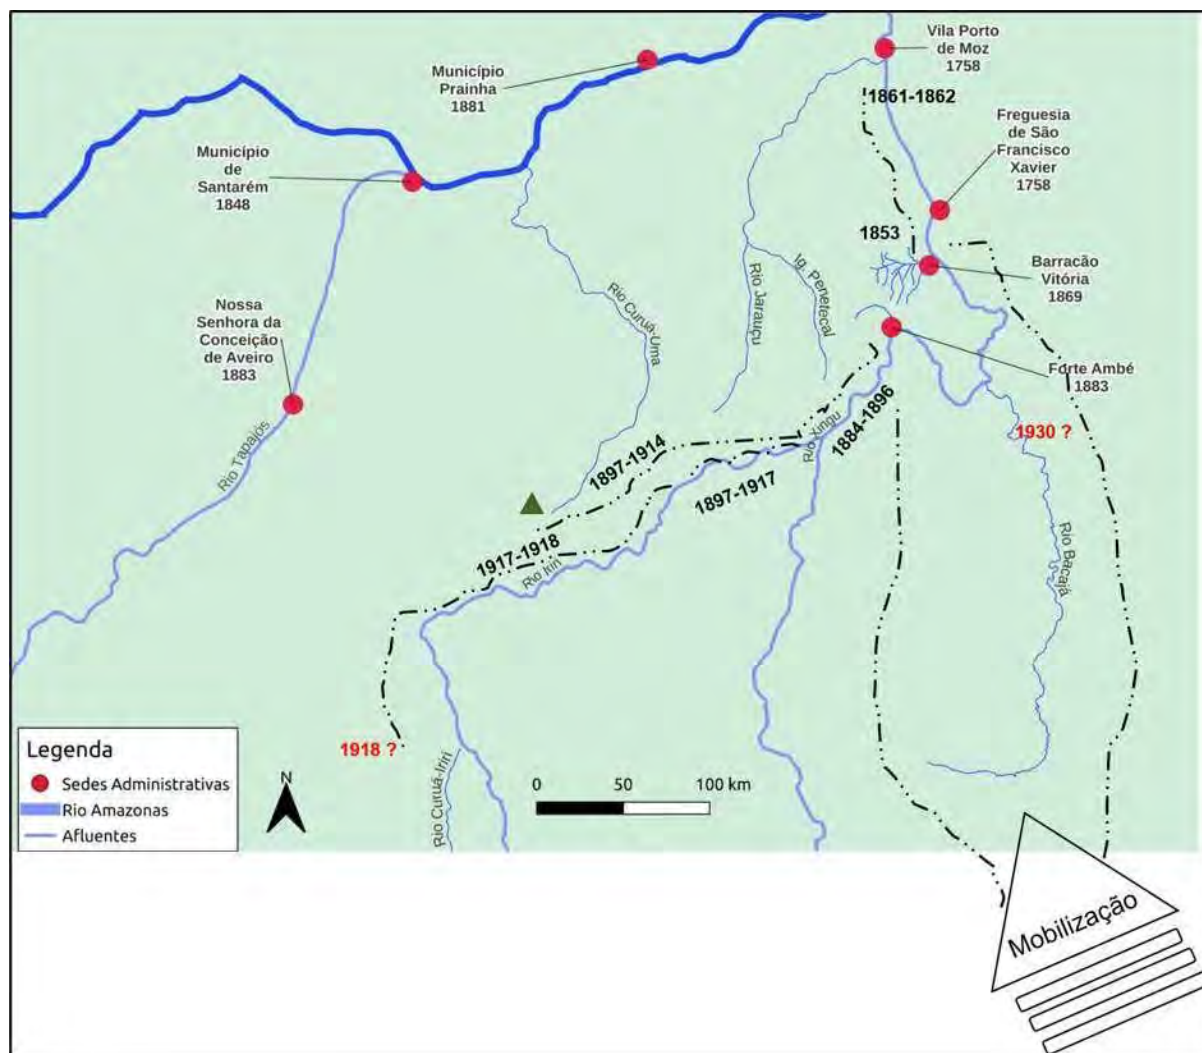 Vila Porto
de Moz
1758
Município
Prainha
1881
1861-1862
Freguesia
de São
Francisco
Xavier
1758
Município
de
Santarém
1848
1853
Barracão
Vitória
1869
Rio Curuá-Uma
Rio Jarauçu
Ig. Penetecal
Nossa
Senhora da
Conceição
de Aveiro
1883
Forte Ambé
1883
Rio Tapajós
Rio Xingu
1884-1896
1930 ?
1897-1914
1897-1917
1917-1918
Rio Iriri
Rio Bacajá
1918 ?
Rio Curuá-Iriri
Legenda
Sedes Administrativas
Rio Amazonas
Afluentes
N
0 50 100 km
Mobilização